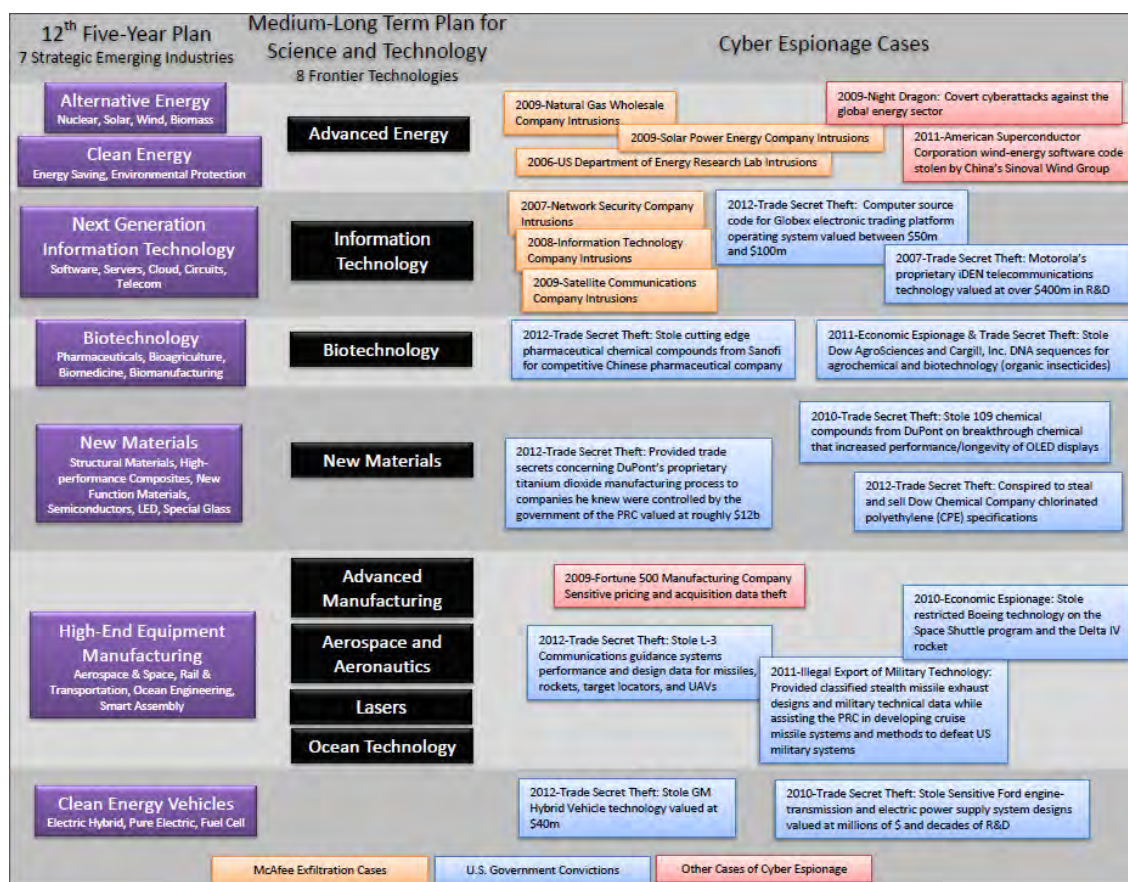 12th Five-Year Plan
7 Strategic Emerging Industries
Medium-Long Term Plan for
Science and Technology
8 Frontier Technologies
Cyber Espionage Cases
Alternative Energy
Nuclear, Solar, Wind, Biomass
Clean Energy
Energy Saving, Environmental Protection
Advanced Energy
2009-Natural Gas Wholesale
Company Intrusions
2009-Solar Power Energy Company Intrusions
2006-US Department of Energy Research Lab Intrusions
2009-Night Dragon: Covert cyberattacks against the
global energy sector
2011-American Superconductor
Corporation wind-energy software code
stolen by China's Sinoval Wind Group
Next Generation
Information Technology
Software, Servers, Cloud, Circuits,
Telecom
Information
Technology
2007-Network Security Company
Intrusions
2008-Information Technology
Company Intrusions
2009-Satellite Communications
Company Intrusions
2012-Trade Secret Theft: Computer source
code for Globex electronic trading platform
operating system valued between $50m
and $100m
2007-Trade Secret Theft: Motorola's
proprietary iDEN telecommunications
technology valued at over $400m in R&D
Biotechnology
Pharmaceuticals, Bioagriculture,
Biomedicine, Biomanufacturing
Biotechnology
2012-Trade Secret Theft: Stole cutting edge
pharmaceutical chemical compounds from Sanofi
for competitive Chinese pharmaceutical company
2011-Economic Espionage & Trade Secret Theft: Stole
Dow AgroSciences and Cargill, Inc. DNA sequences for
agrochemical and biotechnology (organic insecticides)
New Materials
Structural Materials, High-
performance Composites, New
Function Materials,
Semiconductors, LED, Special Glass
New Materials
2012-Trade Secret Theft: Provided trade
secrets concerning DuPont's proprietary
titanium dioxide manufacturing process to
companies he knew were controlled by the
government of the PRC valued at roughly $12b
2010-Trade Secret Theft: Stole 109 chemical
compounds from DuPont on breakthrough chemical
that increased performance/longevity of OLED displays
2012-Trade Secret Theft: Conspired to steal
and sell Dow Chemical Company chlorinated
polyethylene (CPE) specifications
High-End Equipment
Manufacturing
Aerospace & Space, Rail &
Transportation, Ocean Engineering,
Smart Assembly
Advanced
Manufacturing
Aerospace and
Aeronautics
Lasers
Ocean Technology
2009-Fortune 500 Manufacturing Company
Sensitive pricing and acquisition data theft
2012-Trade Secret Theft: Stole L-3
Communications guidance systems
performance and design data for missiles,
rockets, target locators, and UAVs
2010-Economic Espionage: Stole
restricted Boeing technology on the
Space Shuttle program and the Delta IV
rocket
2011-Illegal Export of Military Technology:
Provided classified stealth missile exhaust
designs and military technical data while
assisting the PRC in developing cruise
missile systems and methods to defeat US
military systems
Clean Energy Vehicles
Electric Hybrid, Pure Electric, Fuel Cell
2012-Trade Secret Theft: Stole GM
Hybrid Vehicle technology valued at
$40m
2010-Trade Secret Theft: Stole Sensitive Ford engine-
transmission and electric power supply system designs
valued at millions of $ and decades of R&D
McAfee Exfiltration Cases
U.S. Government Convictions
Other Cases of Cyber Espionage